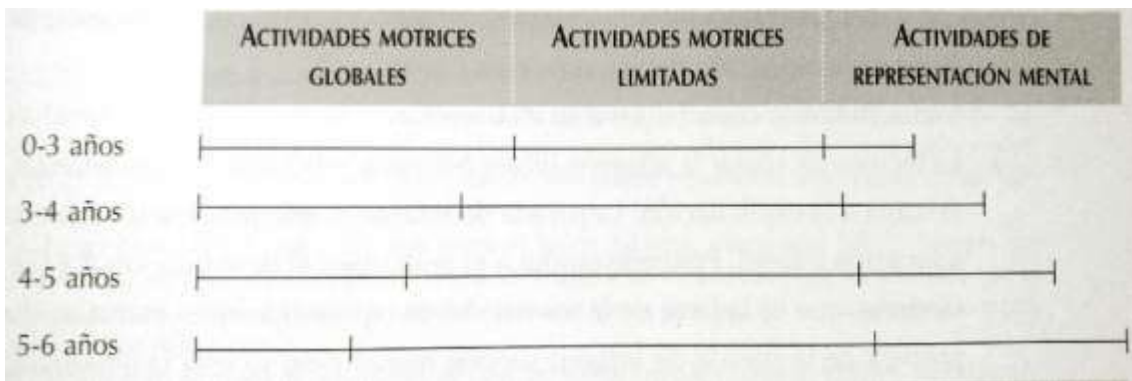 ACTIVIDADES MOTRICES GLOBALES
ACTIVIDADES MOTRICES LIMITADAS
ACTIVIDADES DE REPRESENTACIÓN MENTAL
0-3 años
3-4 años
4-5 años
5-6 años